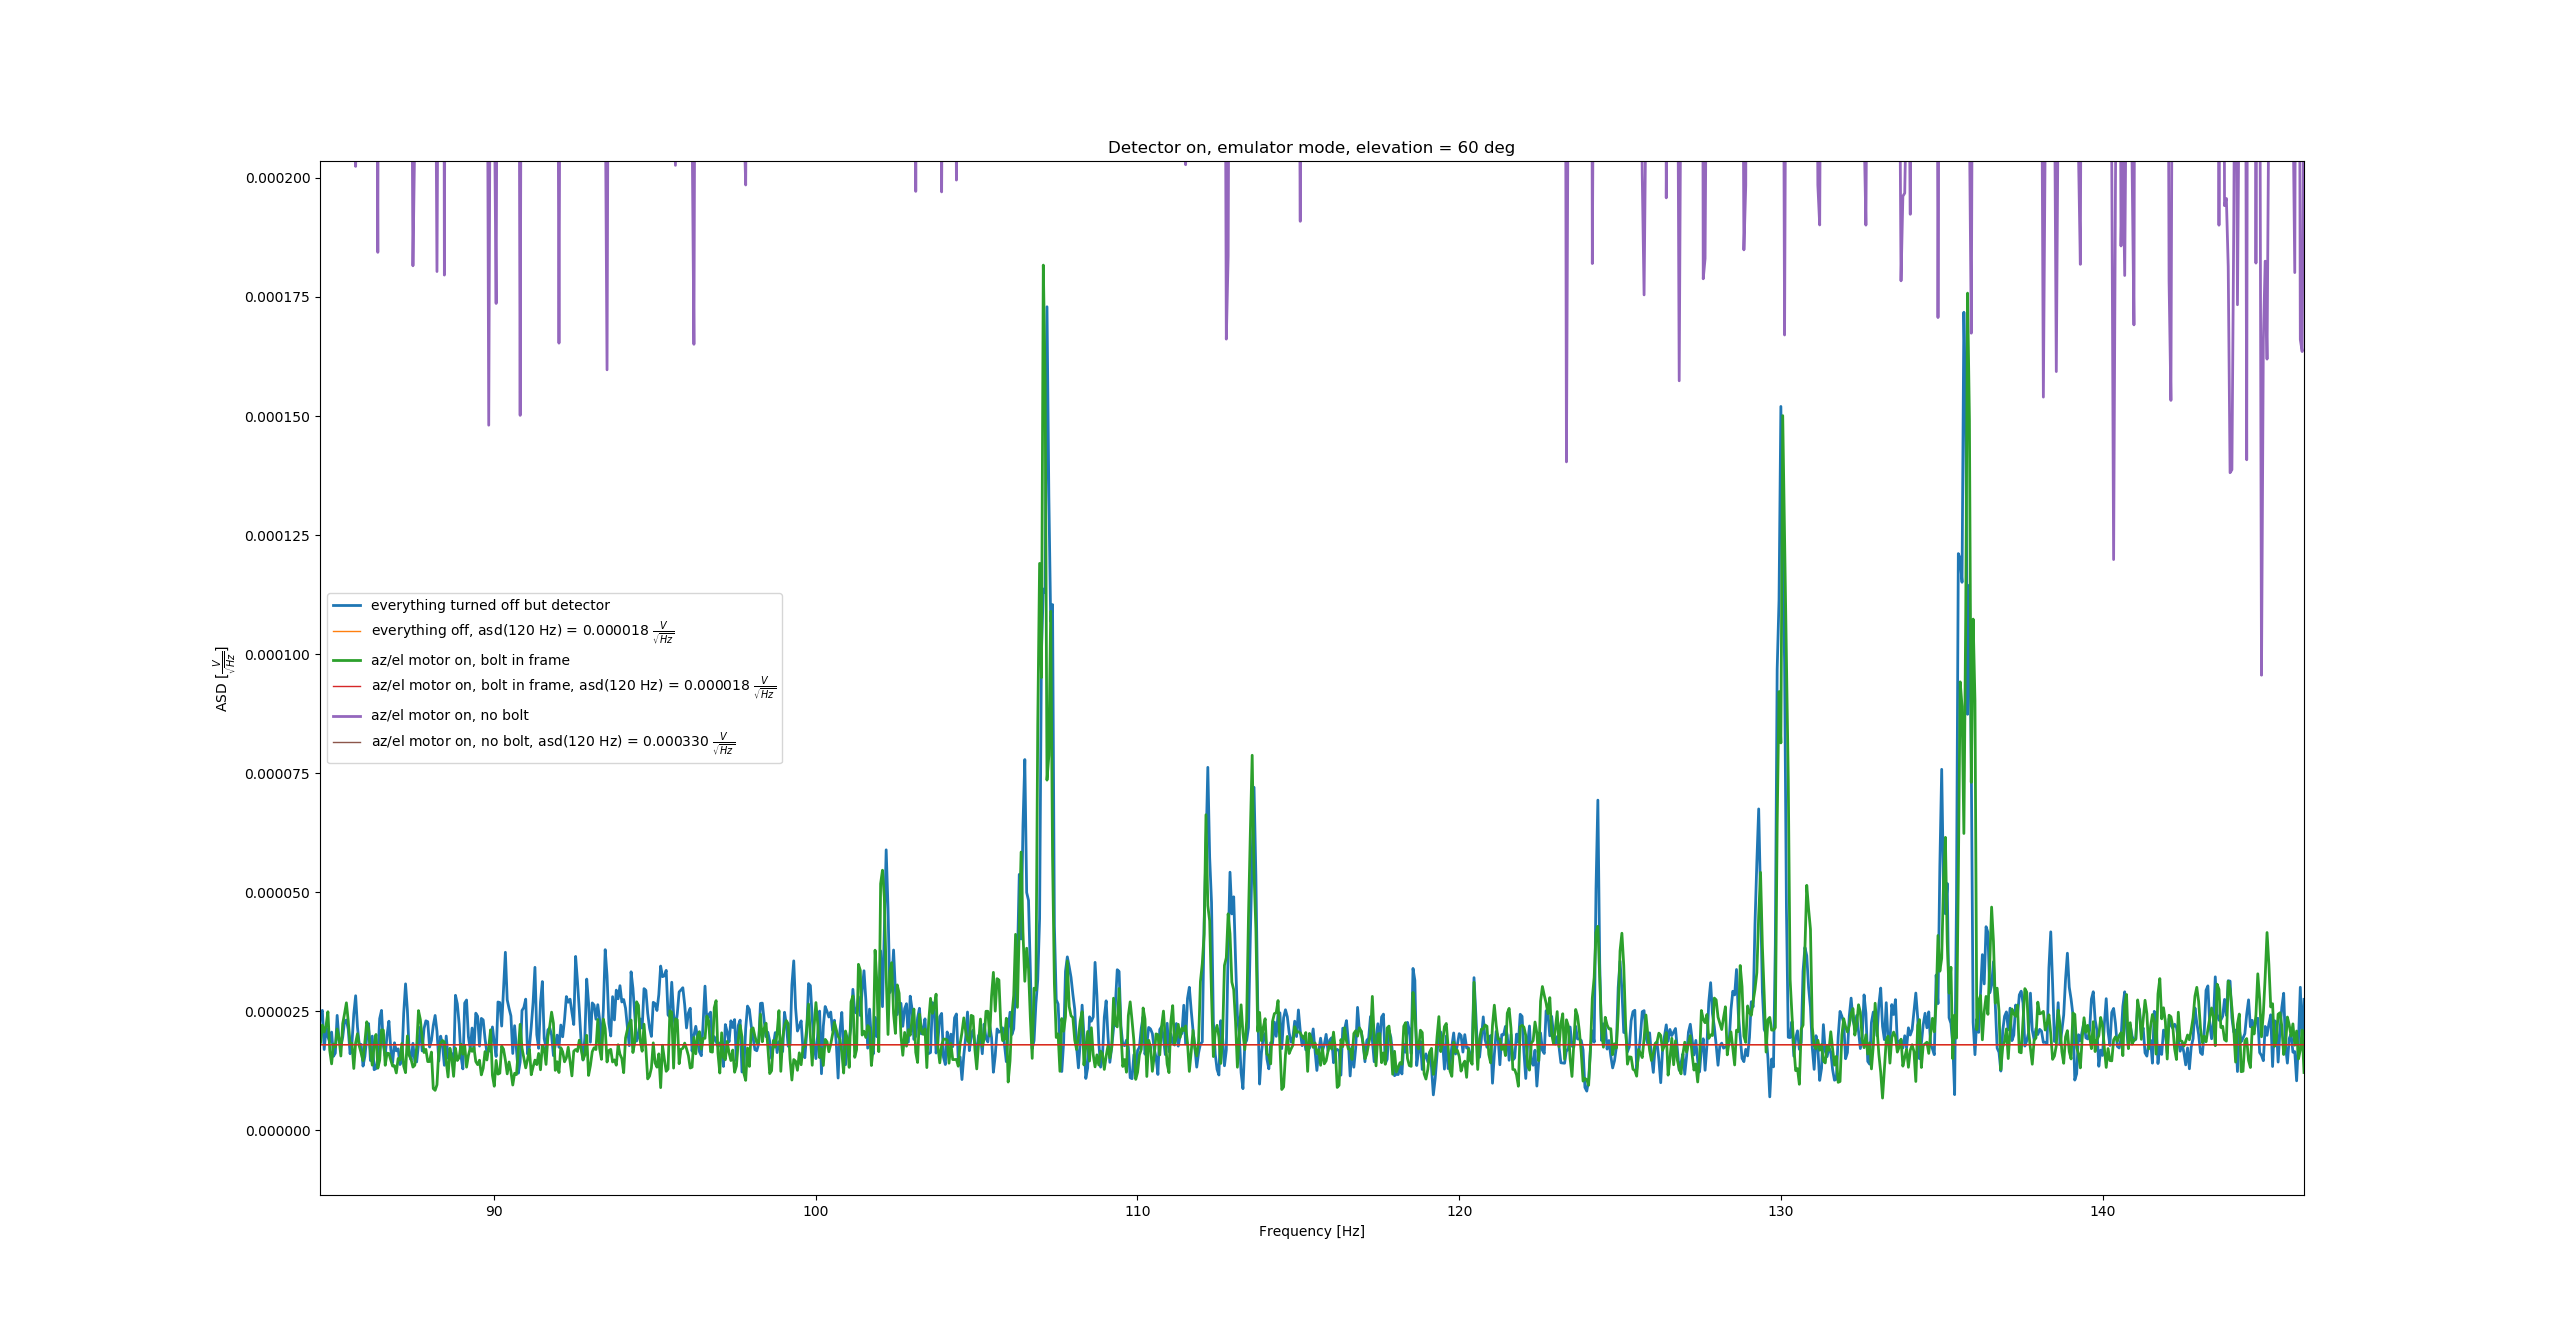 Detector on, emulator mode, elevation = 60 deg
0.000200
0.000175
0.000150
0.000125
0.000100
0.000075
0.000050
0.000025
0.000000
ASD [V/√Hz]
everything turned off but detector
everything off, asd(120 Hz) = 0.000018 V/√Hz
az/el motor on, bolt in frame
az/el motor on, bolt in frame, asd(120 Hz) = 0.000018 V/√Hz
az/el motor on, no bolt
az/el motor on, no bolt, asd(120 Hz) = 0.000330 V/√Hz
90 100 110 120 130 140
Frequency [Hz]